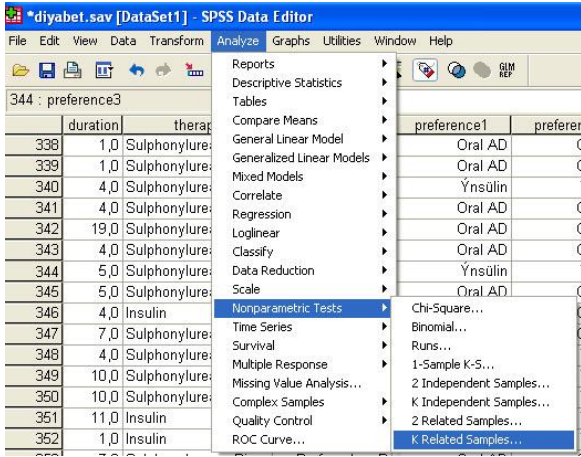 *diyabet.sav [DataSet1] - SPSS Data Editor
File Edit View Data Transform Analyze Graphs Utilities Window Help
GLM REP
344 : preference3
Reports
Descriptive Statistics
Tables
Compare Means
General Linear Model
Generalized Linear Models
Mixed Models
Correlate
Regression
Loglinear
Classify
Data Reduction
Scale
Nonparametric Tests
Time Series
Survival
Multiple Response
Missing Value Analysis...
Complex Samples
Quality Control
ROC Curve...
Chi-Square...
Binomial...
Runs...
1-Sample K-S...
2 Independent Samples...
K Independent Samples...
2 Related Samples...
K Related Samples...
duration therap preference1 preferen
338 1,0 Sulphonylurea Oral AD
339 1,0 Sulphonylurea Oral AD
340 4,0 Sulphonylurea Ýnsülin
341 4,0 Sulphonylurea Oral AD
342 19,0 Sulphonylurea Oral AD
343 4,0 Sulphonylurea Oral AD
344 5,0 Sulphonylurea Ýnsülin
345 5,0 Sulphonylurea Oral AD
346 4,0 Insulin
347 7,0 Sulphonylurea
348 4,0 Sulphonylurea
349 10,0 Sulphonylurea
350 10,0 Sulphonylurea
351 11,0 Insulin
352 1,0 Insulin